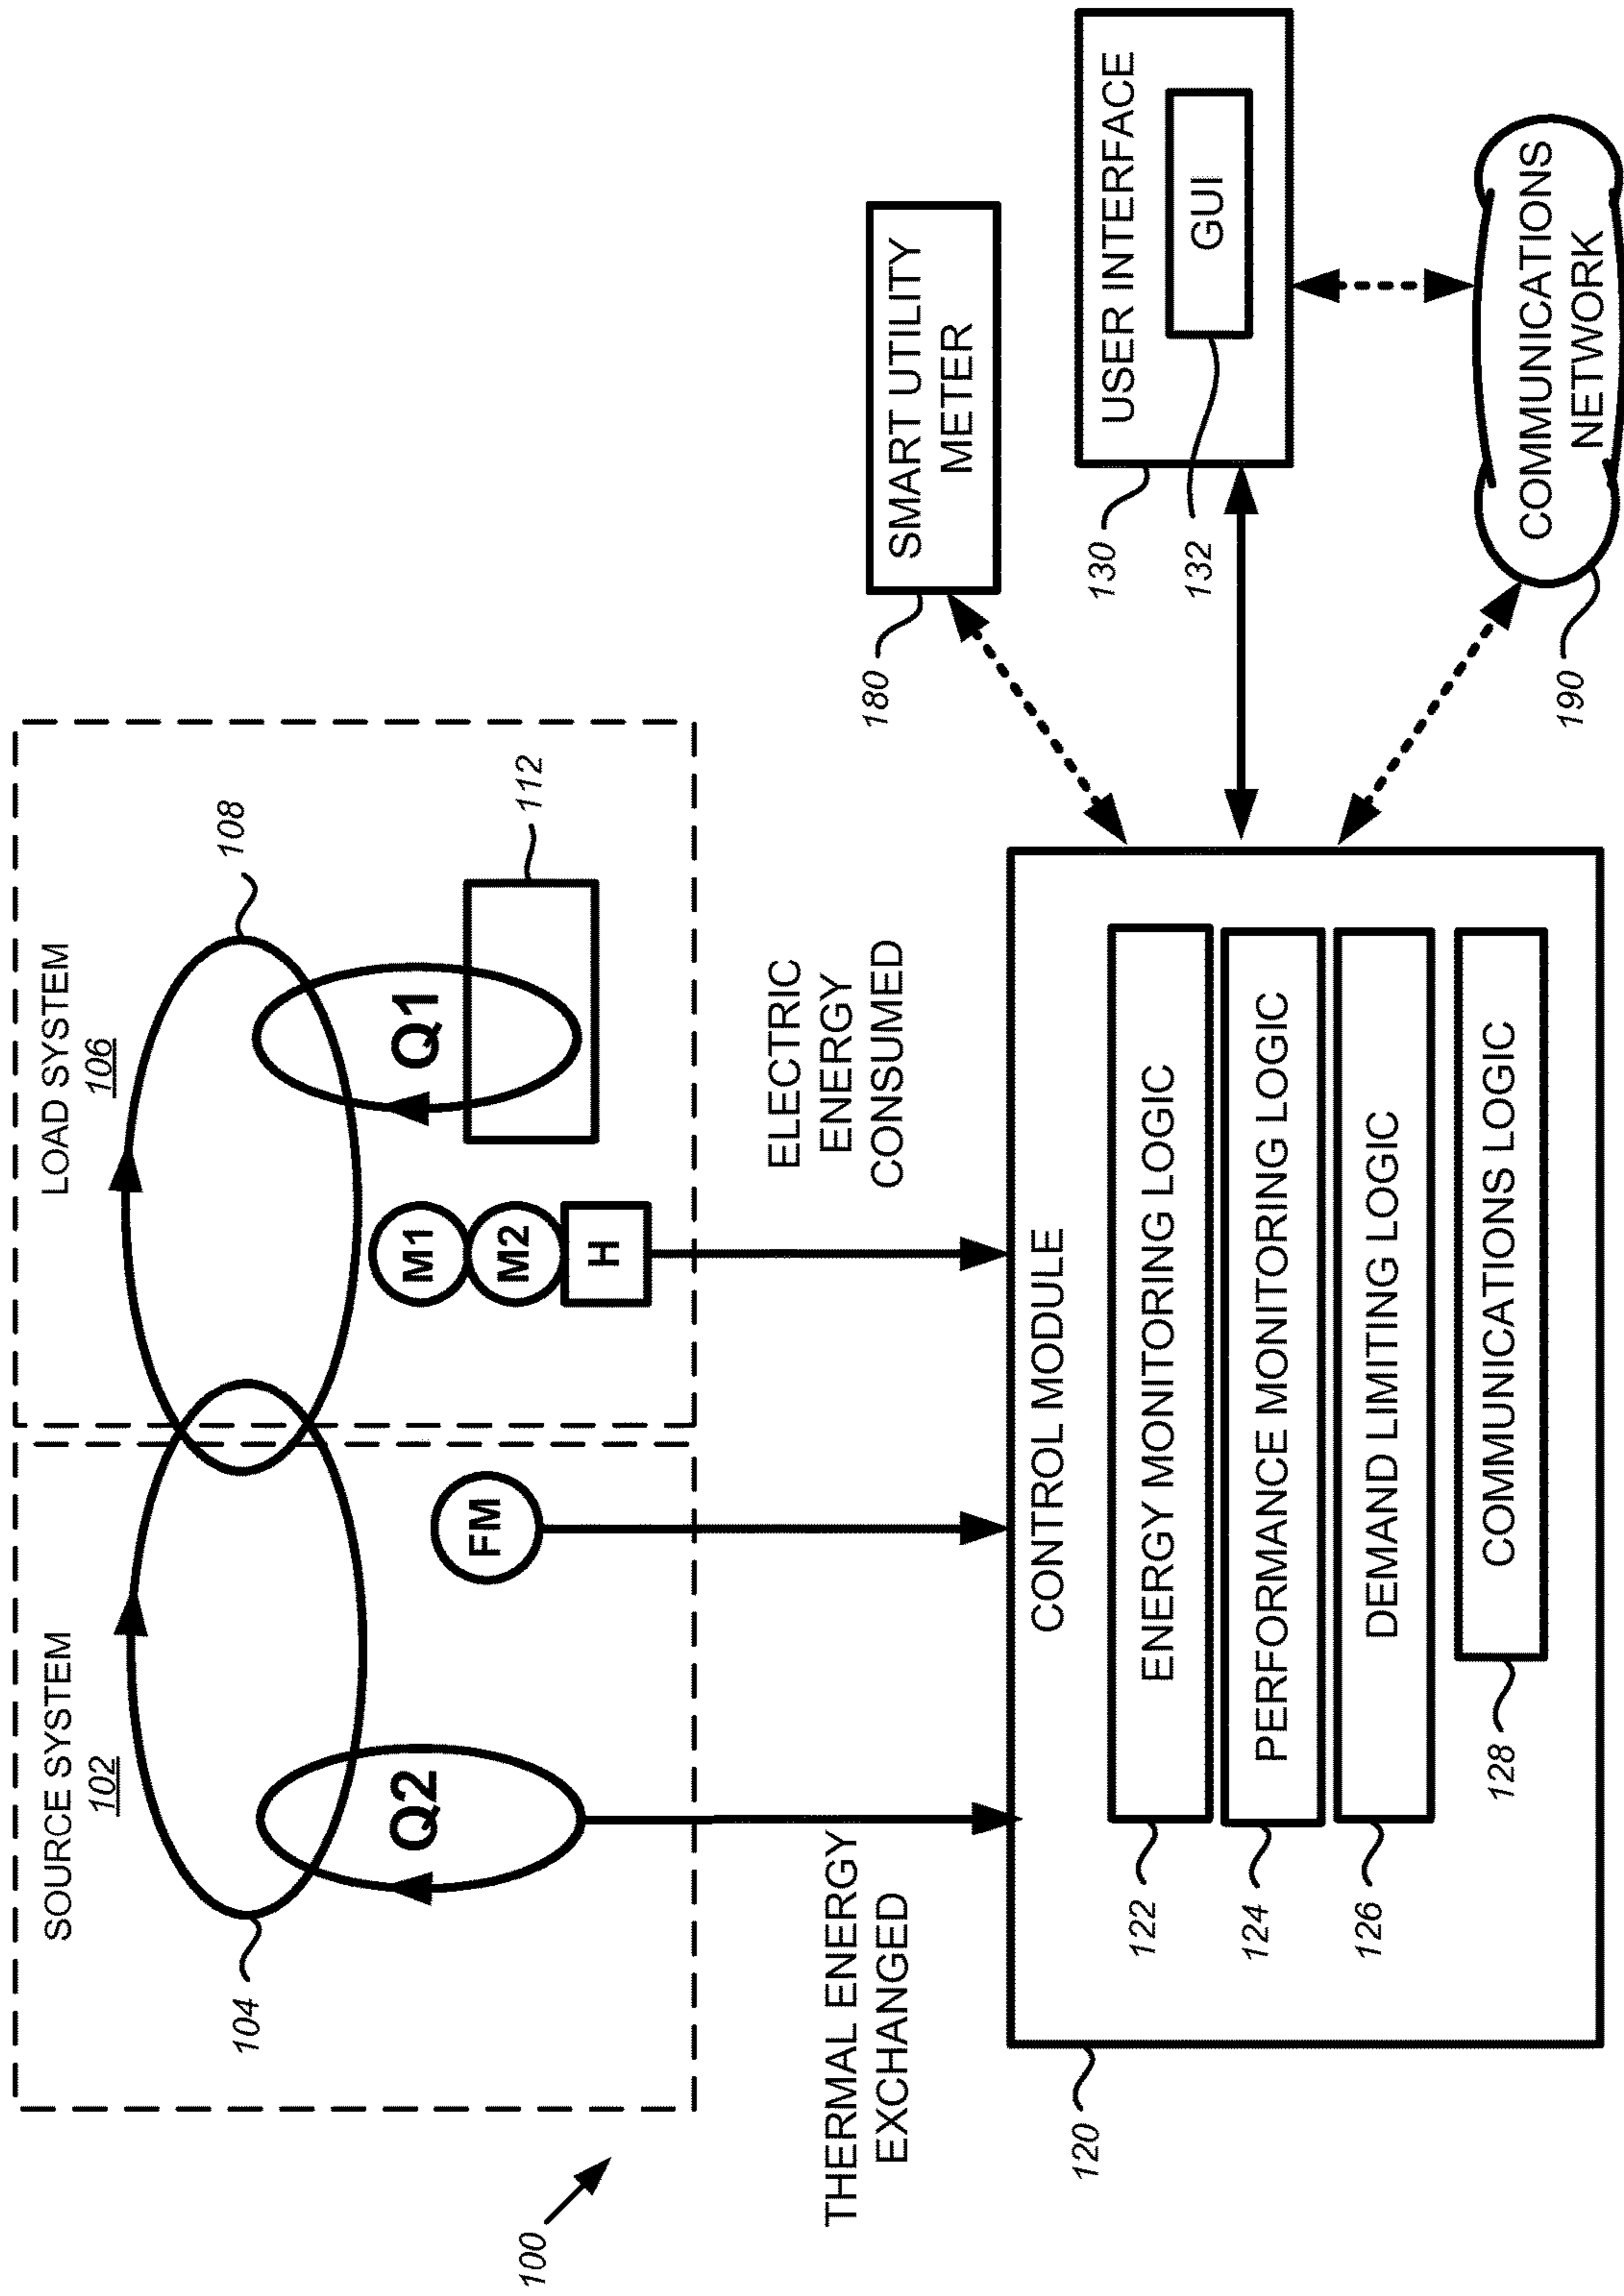 100
SOURCE SYSTEM
102
104
Q2
FM
LOAD SYSTEM
106
108
Q1
M1
M2
H
112
THERMAL ENERGY
EXCHANGED
ELECTRIC
ENERGY
CONSUMED
120
CONTROL MODULE
122
ENERGY MONITORING LOGIC
124
PERFORMANCE MONITORING LOGIC
126
DEMAND LIMITING LOGIC
128
COMMUNICATIONS LOGIC
180
SMART UTILITY
METER
130
USER INTERFACE
132
GUI
190
COMMUNICATIONS
NETWORK